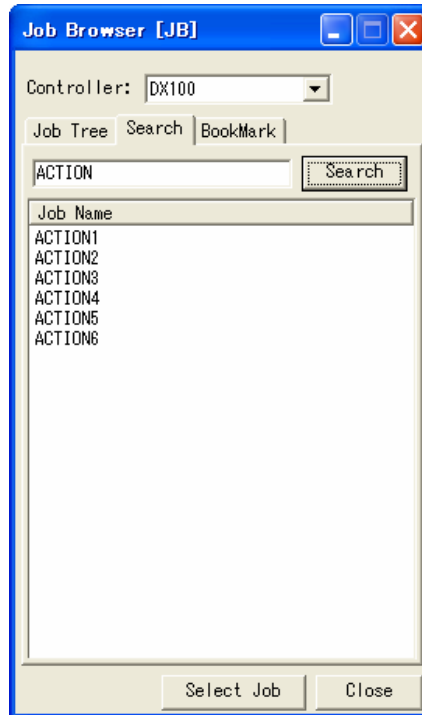 Job Browser [JB]
Controller: DX100
Job Tree Search BookMark
ACTION Search
Job Name
ACTION1
ACTION2
ACTION3
ACTION4
ACTION5
ACTION6
Select Job Close